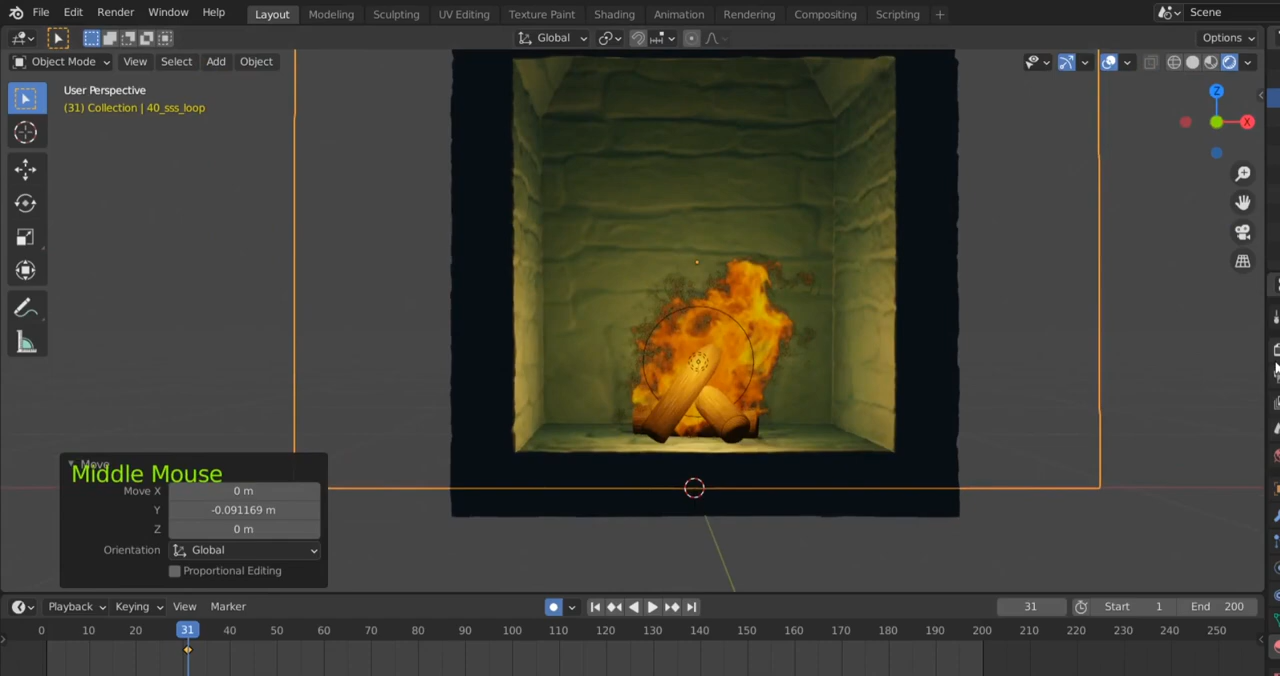 File Edit Render Window Help Layout Modeling Sculpting UV Editing Texture Paint Shading Animation Rendering Compositing Scripting + Scene
Global Options
Object Mode View Select Add Object
User Perspective
(31) Collection | 40_sss_loop
Z
X
Move
Middle Mouse
Move X 0 m
Y -0.091169 m
Z 0 m
Orientation Global
Proportional Editing
Playback Keying View Marker 31 Start 1 End 200
0 10 20 31 40 50 60 70 80 90 100 110 120 130 140 150 160 170 180 190 200 210 220 230 240 250